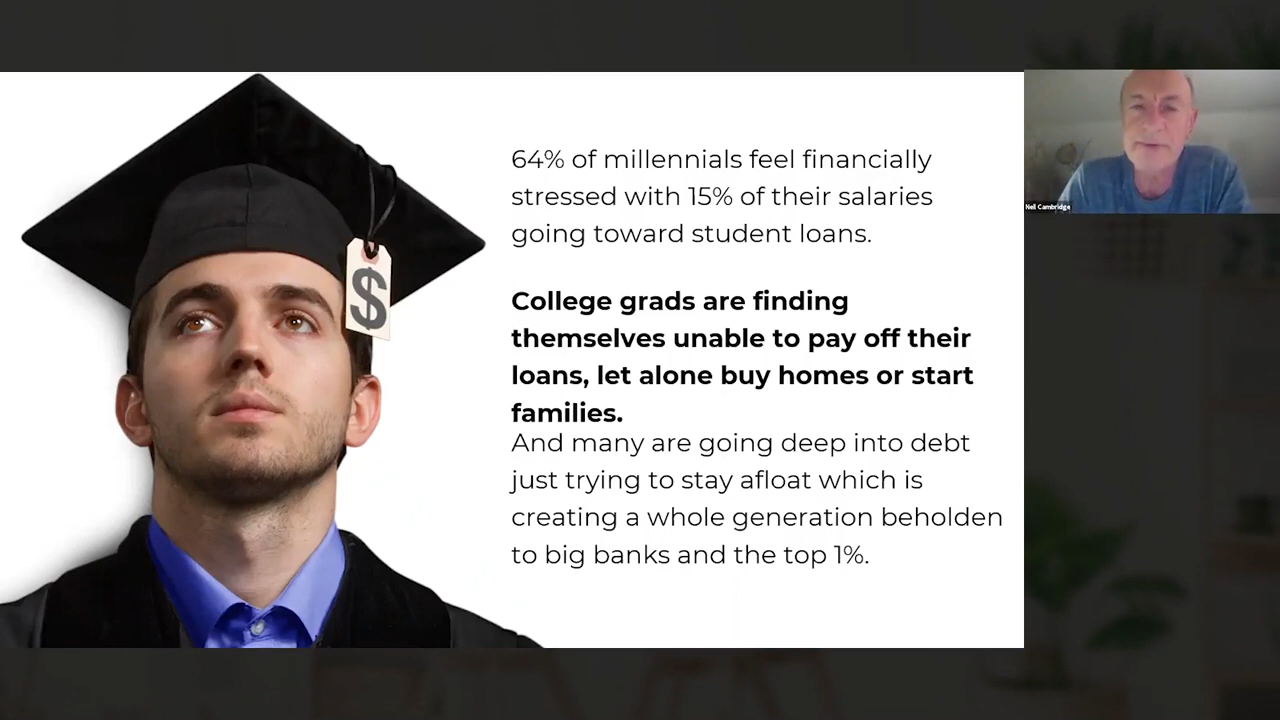 64% of millennials feel financially
stressed with 15% of their salaries
going toward student loans.
College grads are finding
themselves unable to pay off their
loans, let alone buy homes or start
families.
And many are going deep into debt
just trying to stay afloat which is
creating a whole generation beholden
to big banks and the top 1%.
$
Neil Cambridge